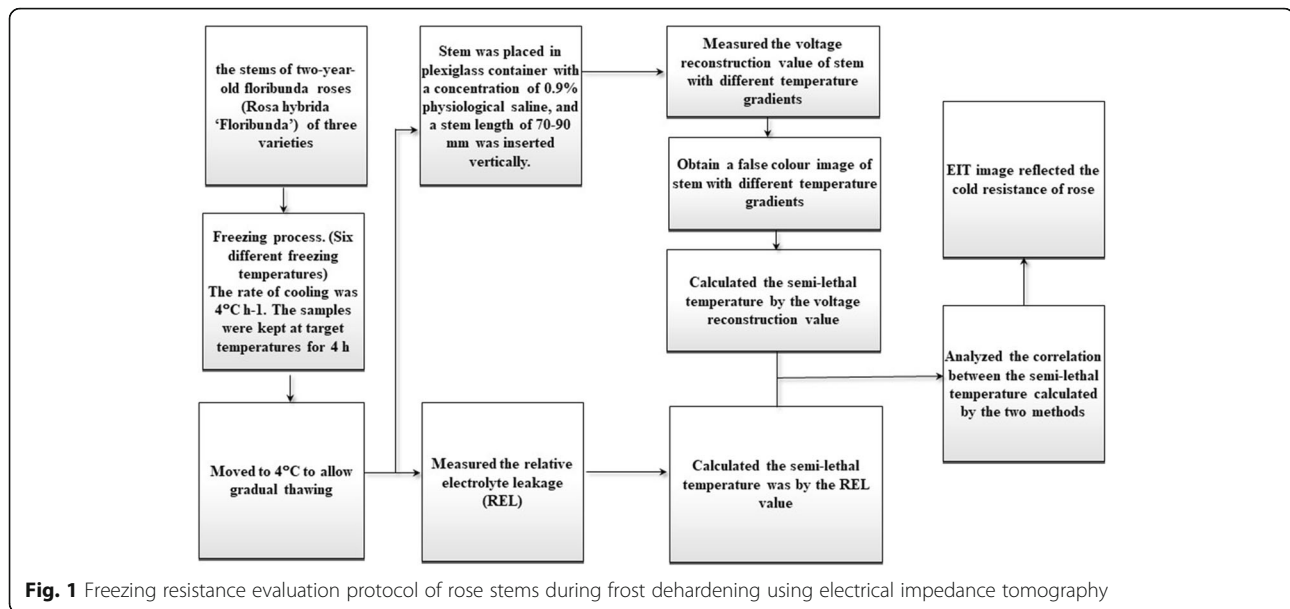 the stems of two-year-
old floribunda roses
(Rosa hybrida
‘Floribunda’) of three
varieties
Freezing process. (Six
different freezing
temperatures)
The rate of cooling was
4°C h-1. The samples
were kept at target
temperatures for 4 h
Moved to 4°C to allow
gradual thawing
Stem was placed in
plexiglass container with
a concentration of 0.9%
physiological saline, and
a stem length of 70-90
mm was inserted
vertically.
Measured the relative
electrolyte leakage
(REL)
Measured the voltage
reconstruction value of stem
with different temperature
gradients
Obtain a false colour image of
stem with different temperature
gradients
Calculated the semi-lethal
temperature by the voltage
reconstruction value
Calculated the semi-lethal
temperature was by the REL
value
EIT image reflected the
cold resistance of rose
Analyzed the correlation
between the semi-lethal
temperature calculated
by the two methods
Fig. 1 Freezing resistance evaluation protocol of rose stems during frost dehardening using electrical impedance tomography